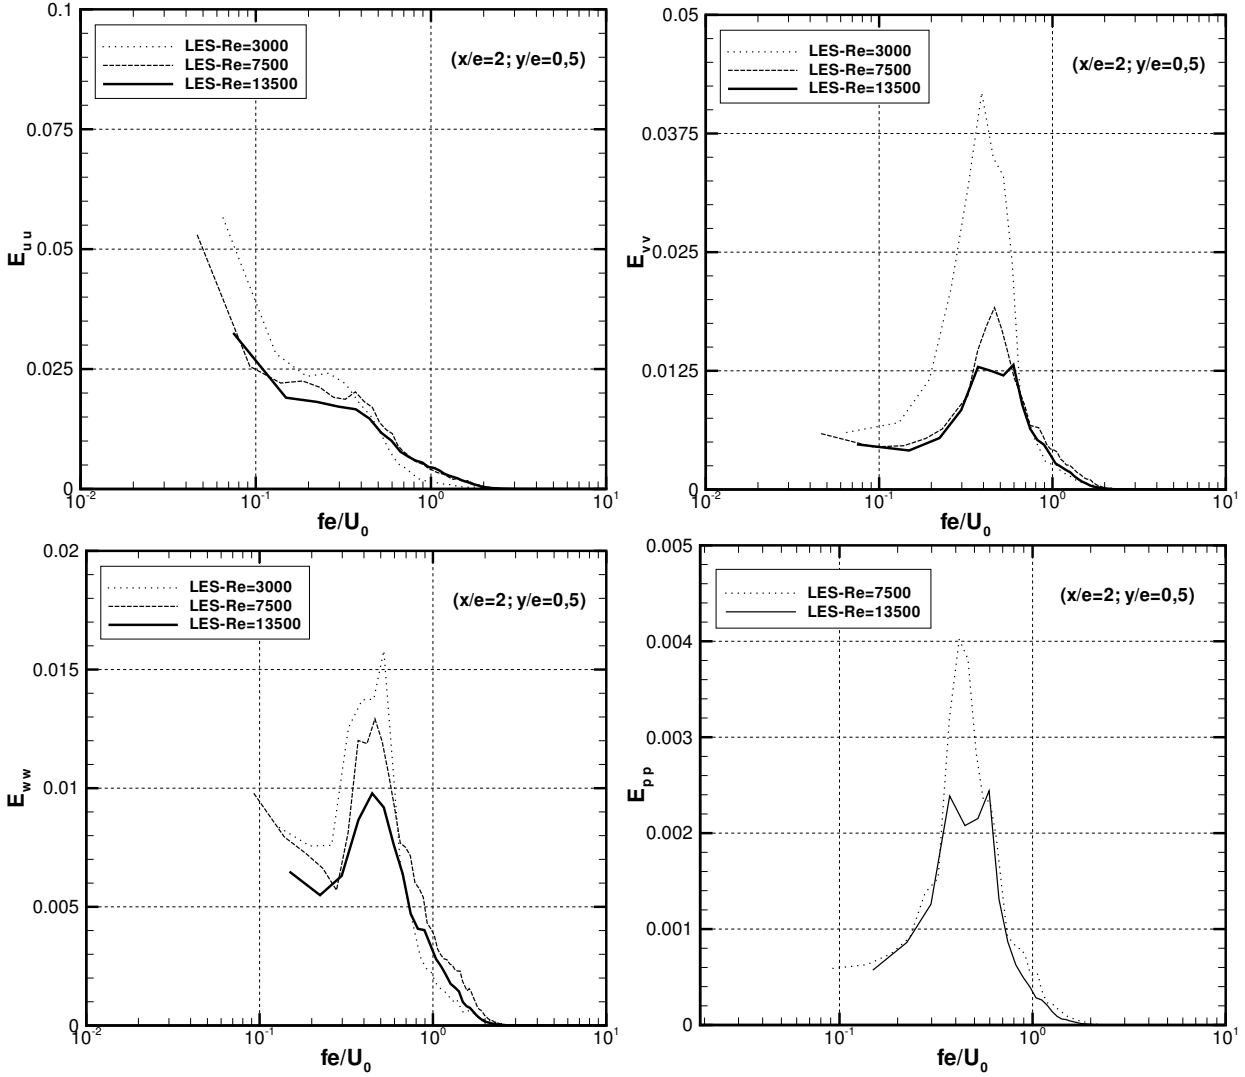 0.1
LES-Re=3000
LES-Re=7500
LES-Re=13500
(x/e=2; y/e=0,5)
0.075
0.05
0.025
0
E_uu
10^-2
10^-1
10^0
10^1
fe/U_0
0.05
LES-Re=3000
LES-Re=7500
LES-Re=13500
(x/e=2; y/e=0,5)
0.0375
0.025
0.0125
0
E_vv
10^-2
10^-1
10^0
10^1
fe/U_0
0.02
LES-Re=3000
LES-Re=7500
LES-Re=13500
(x/e=2; y/e=0,5)
0.015
0.01
0.005
0
E_ww
10^-2
10^-1
10^0
10^1
fe/U_0
0.005
LES-Re=7500
LES-Re=13500
(x/e=2; y/e=0,5)
0.004
0.003
0.002
0.001
0
E_pp
10^-1
10^0
10^1
fe/U_0